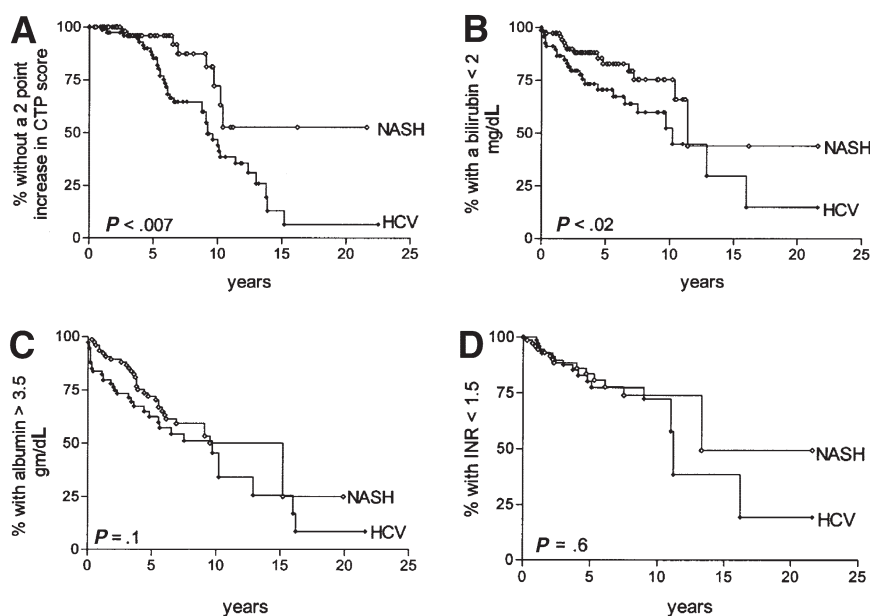 A
% without a 2 point
increase in CTP score
100
75
50
25
0
NASH
HCV
P < .007
0 5 10 15 20 25
years
B
% with a bilirubin < 2
mg/dL
100
75
50
25
0
NASH
HCV
P < .02
0 5 10 15 20 25
years
C
% with albumin > 3.5
gm/dL
100
75
50
25
0
NASH
HCV
P = .1
0 5 10 15 20 25
years
D
% with INR < 1.5
100
75
50
25
0
NASH
HCV
P = .6
0 5 10 15 20 25
years